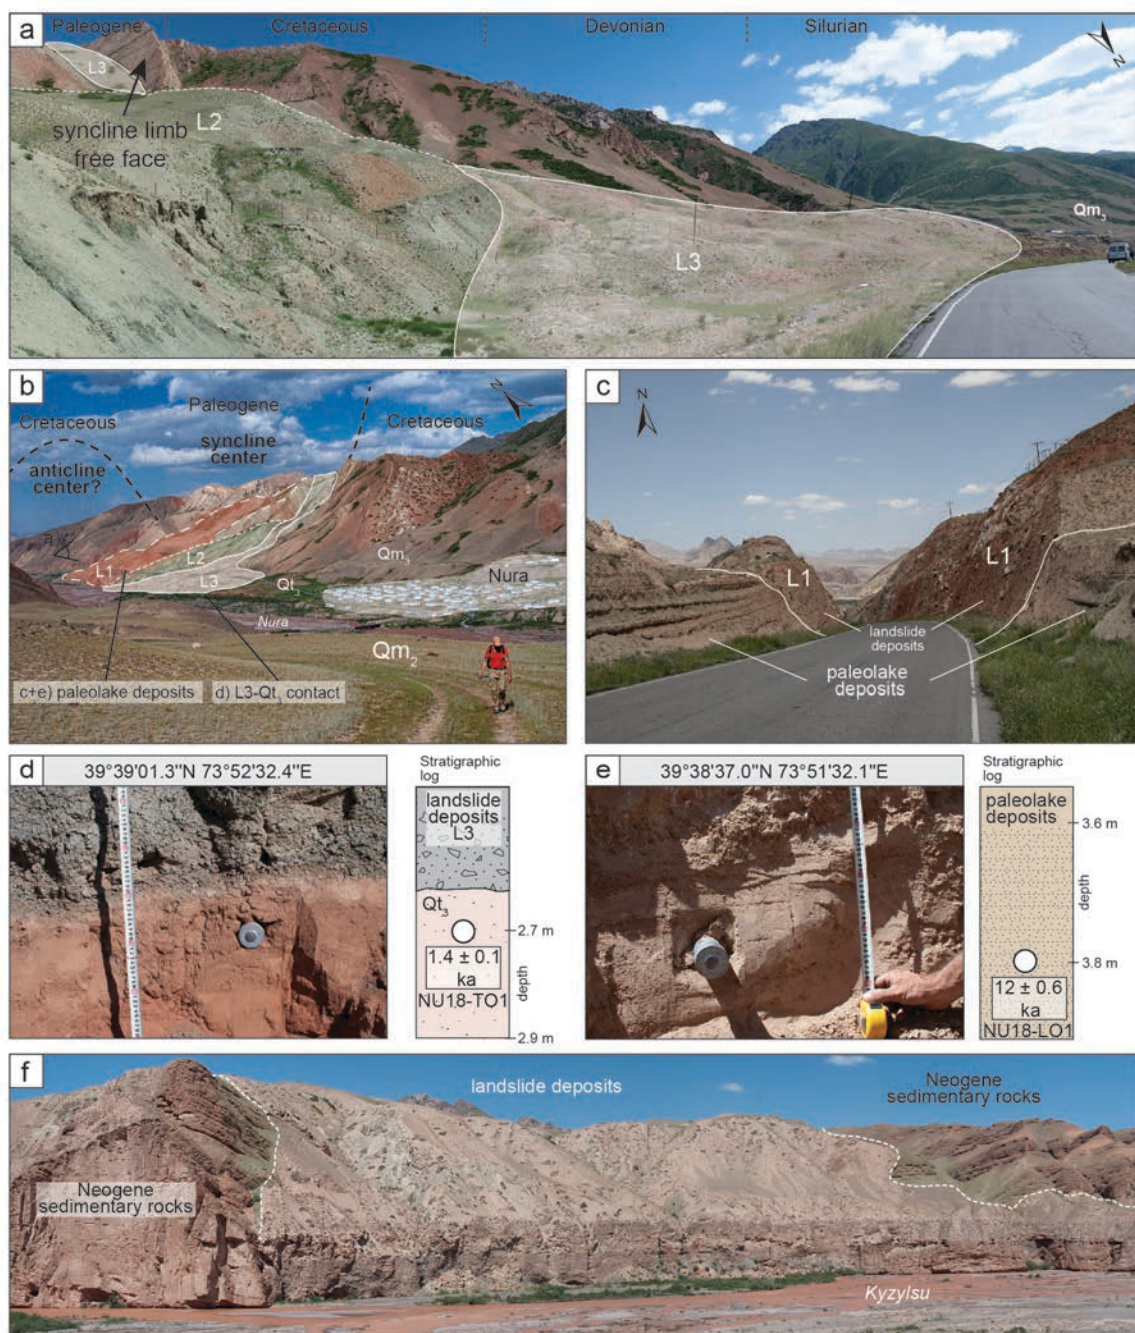 a
Paleogene
Cretaceous
Devonian
Silurian
N
L3
L2
syncline limb
free face
L3
Qm3
b
N
Paleogene
Cretaceous
Cretaceous
syncline
center
anticline
center?
a
L1
L2
L3
Qm3
Qt3
Nura
Nura
Qm2
c+e) paleolake deposits
d) L3-Qt3 contact
c
N
L1
L1
landslide
deposits
paleolake
deposits
d
39°39'01.3"N 73°52'32.4"E
Stratigraphic
log
landslide
deposits
L3
Qt3
2.7 m
1.4 ± 0.1
ka
NU18-TO1
depth
2.9 m
e
39°38'37.0"N 73°51'32.1"E
Stratigraphic
log
paleolake
deposits
3.6 m
depth
3.8 m
12 ± 0.6
ka
NU18-LO1
f
landslide deposits
Neogene
sedimentary rocks
Neogene
sedimentary rocks
Kyzylsu